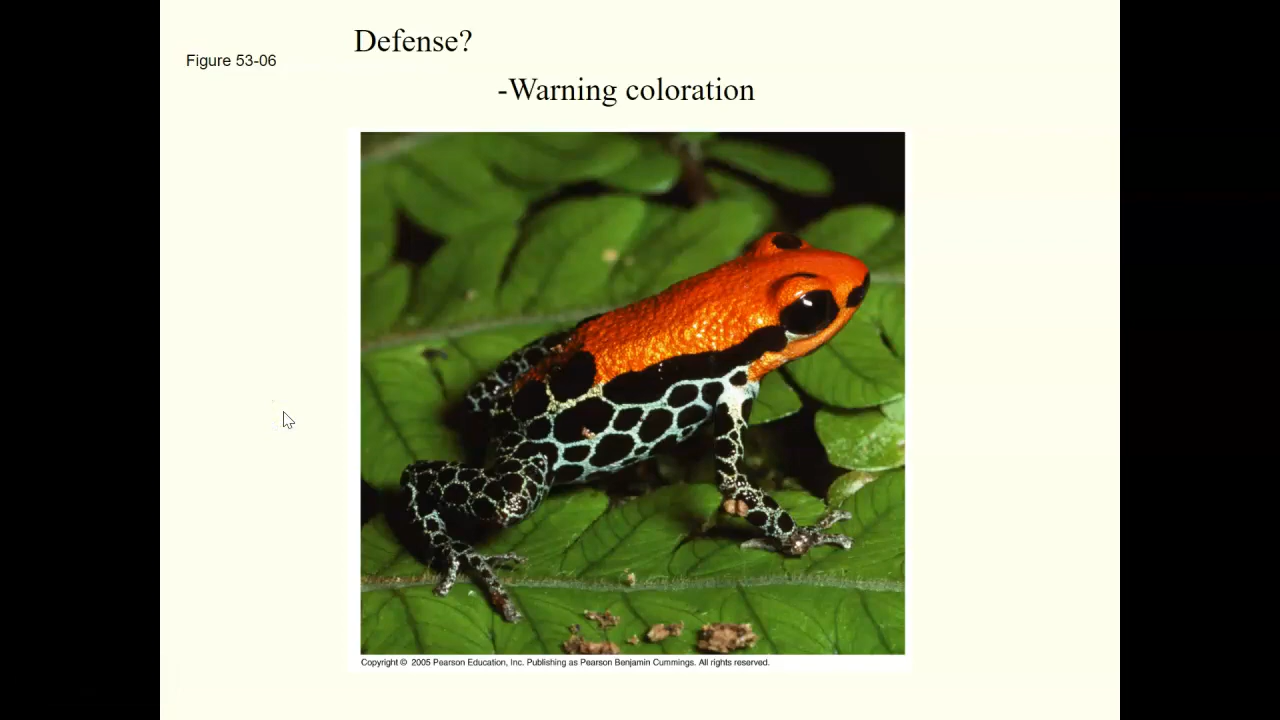 Defense?
Figure 53-06
-Warning coloration
Copyright © 2005 Pearson Education, Inc. Publishing as Pearson Benjamin Cummings. All rights reserved.